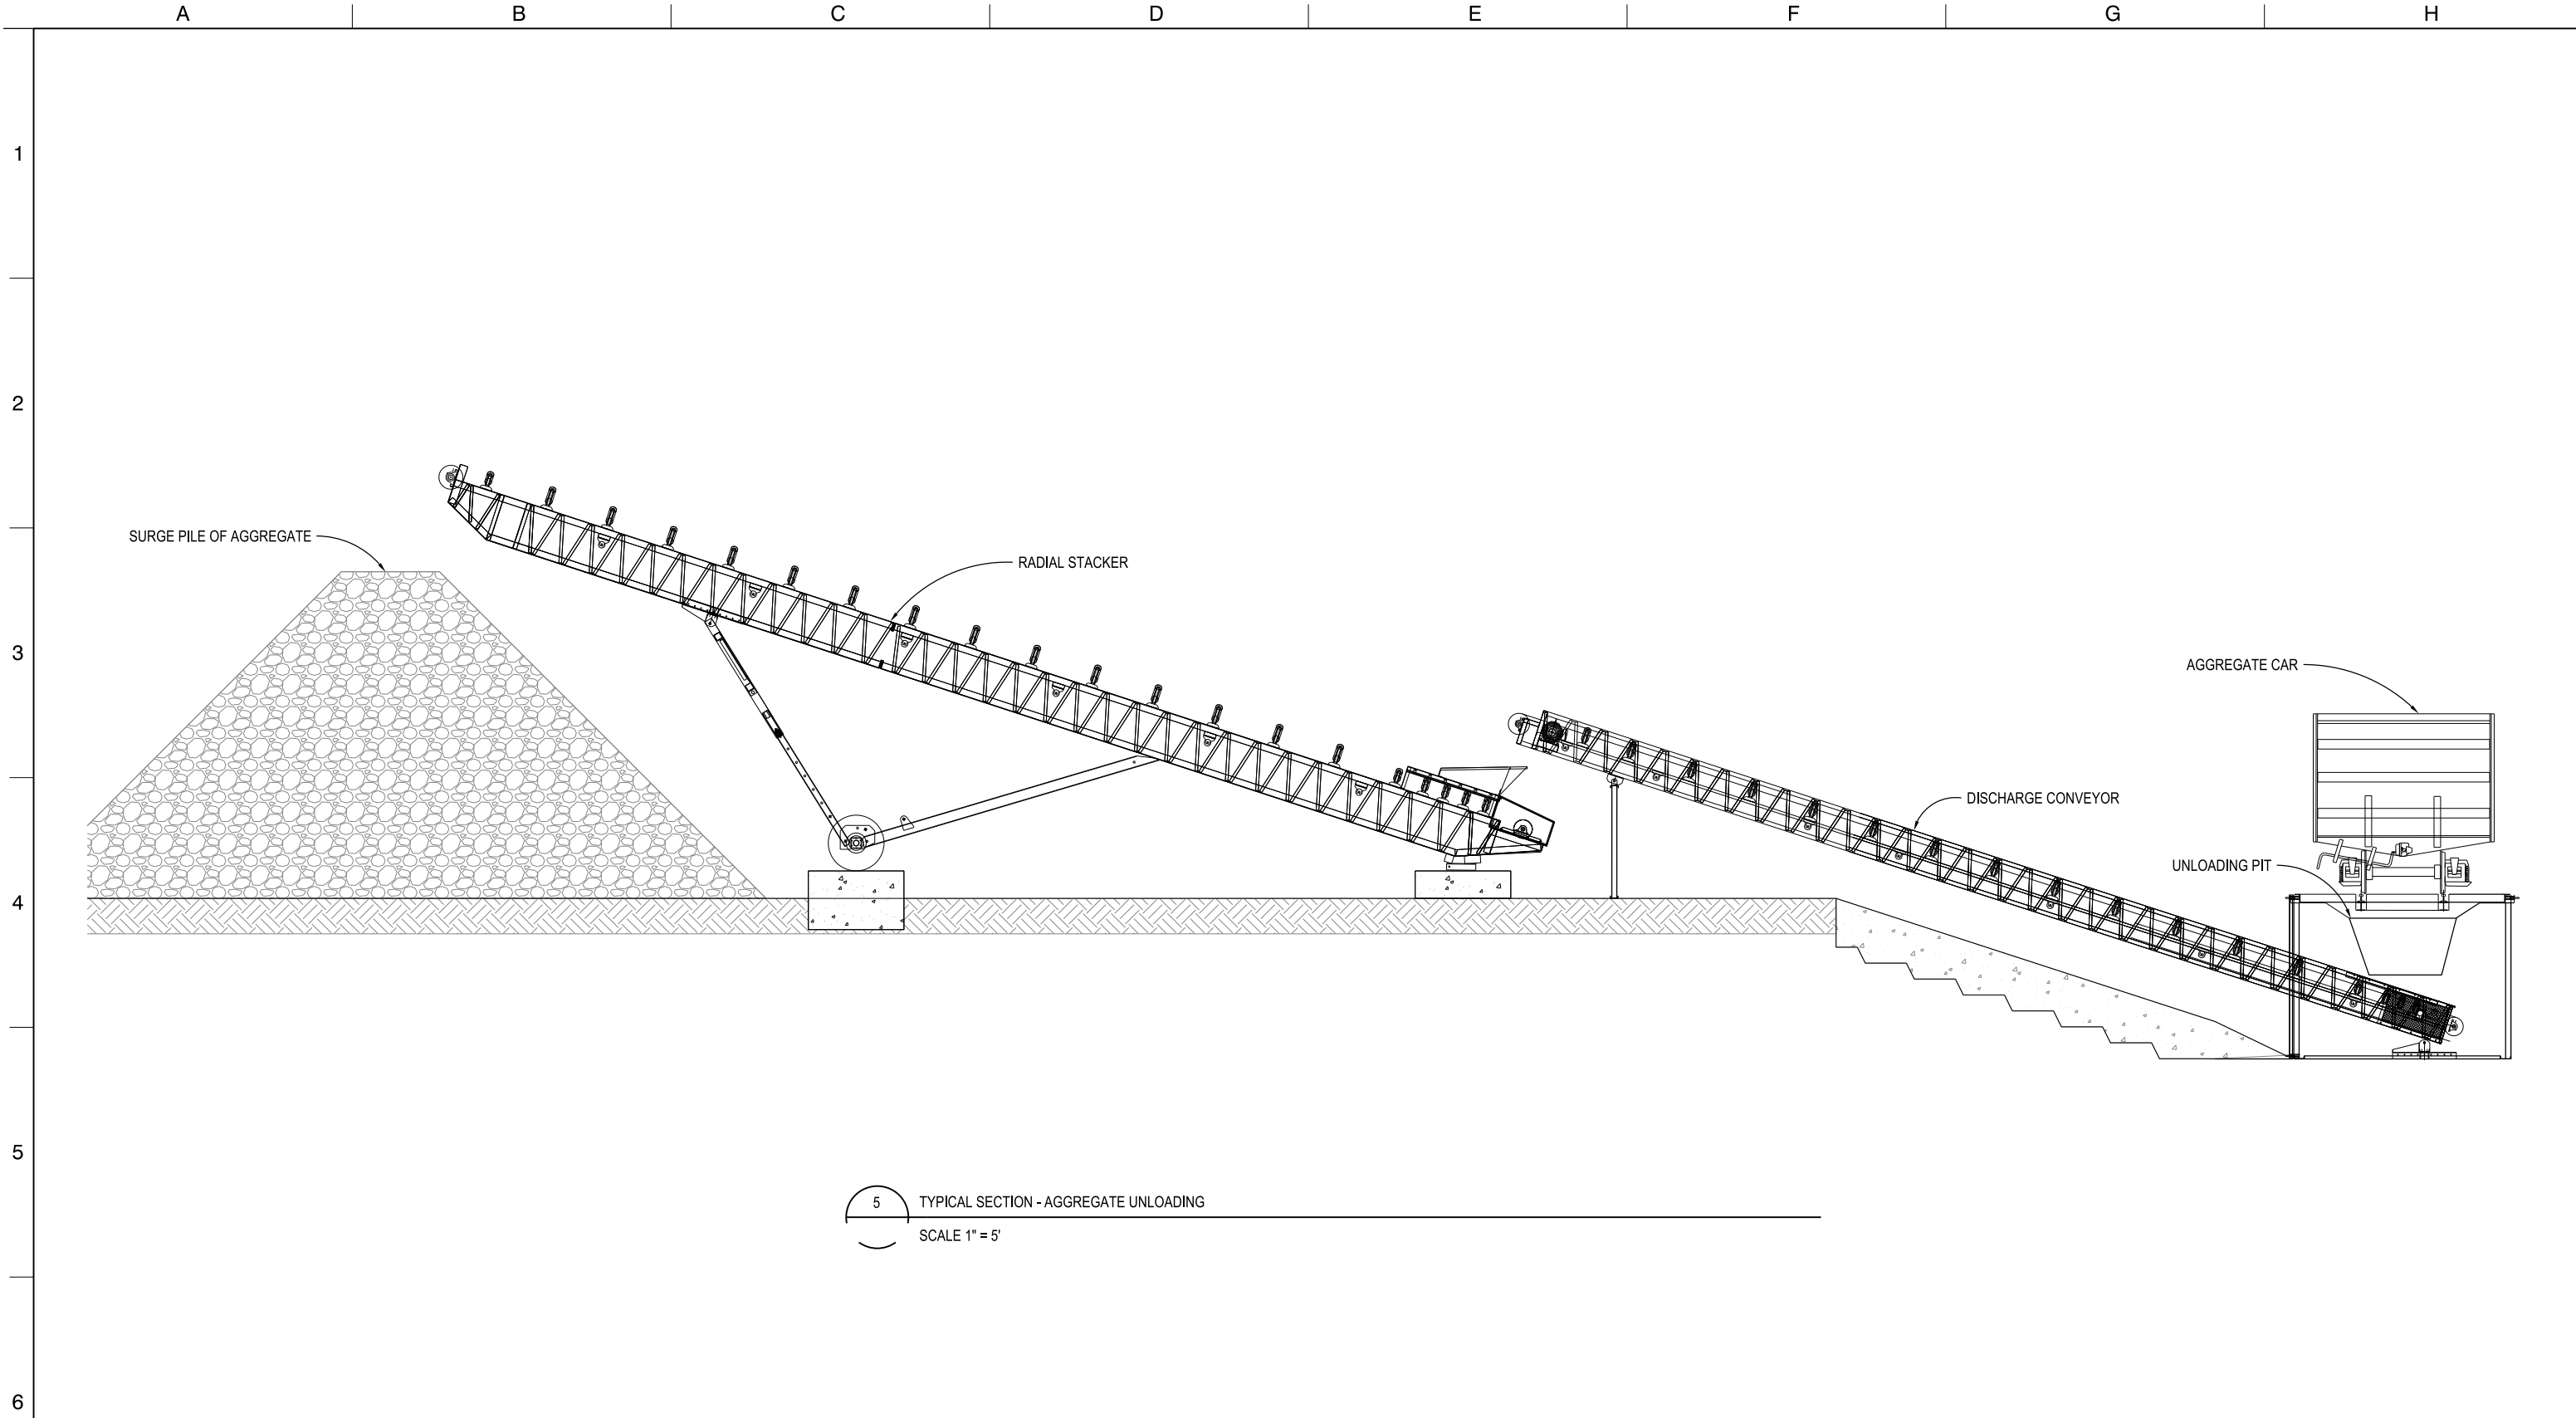 A B C D E F G H
1
2
SURGE PILE OF AGGREGATE
RADIAL STACKER
3
AGGREGATE CAR
DISCHARGE CONVEYOR
UNLOADING PIT
4
5
5 TYPICAL SECTION - AGGREGATE UNLOADING
SCALE 1" = 5'
6